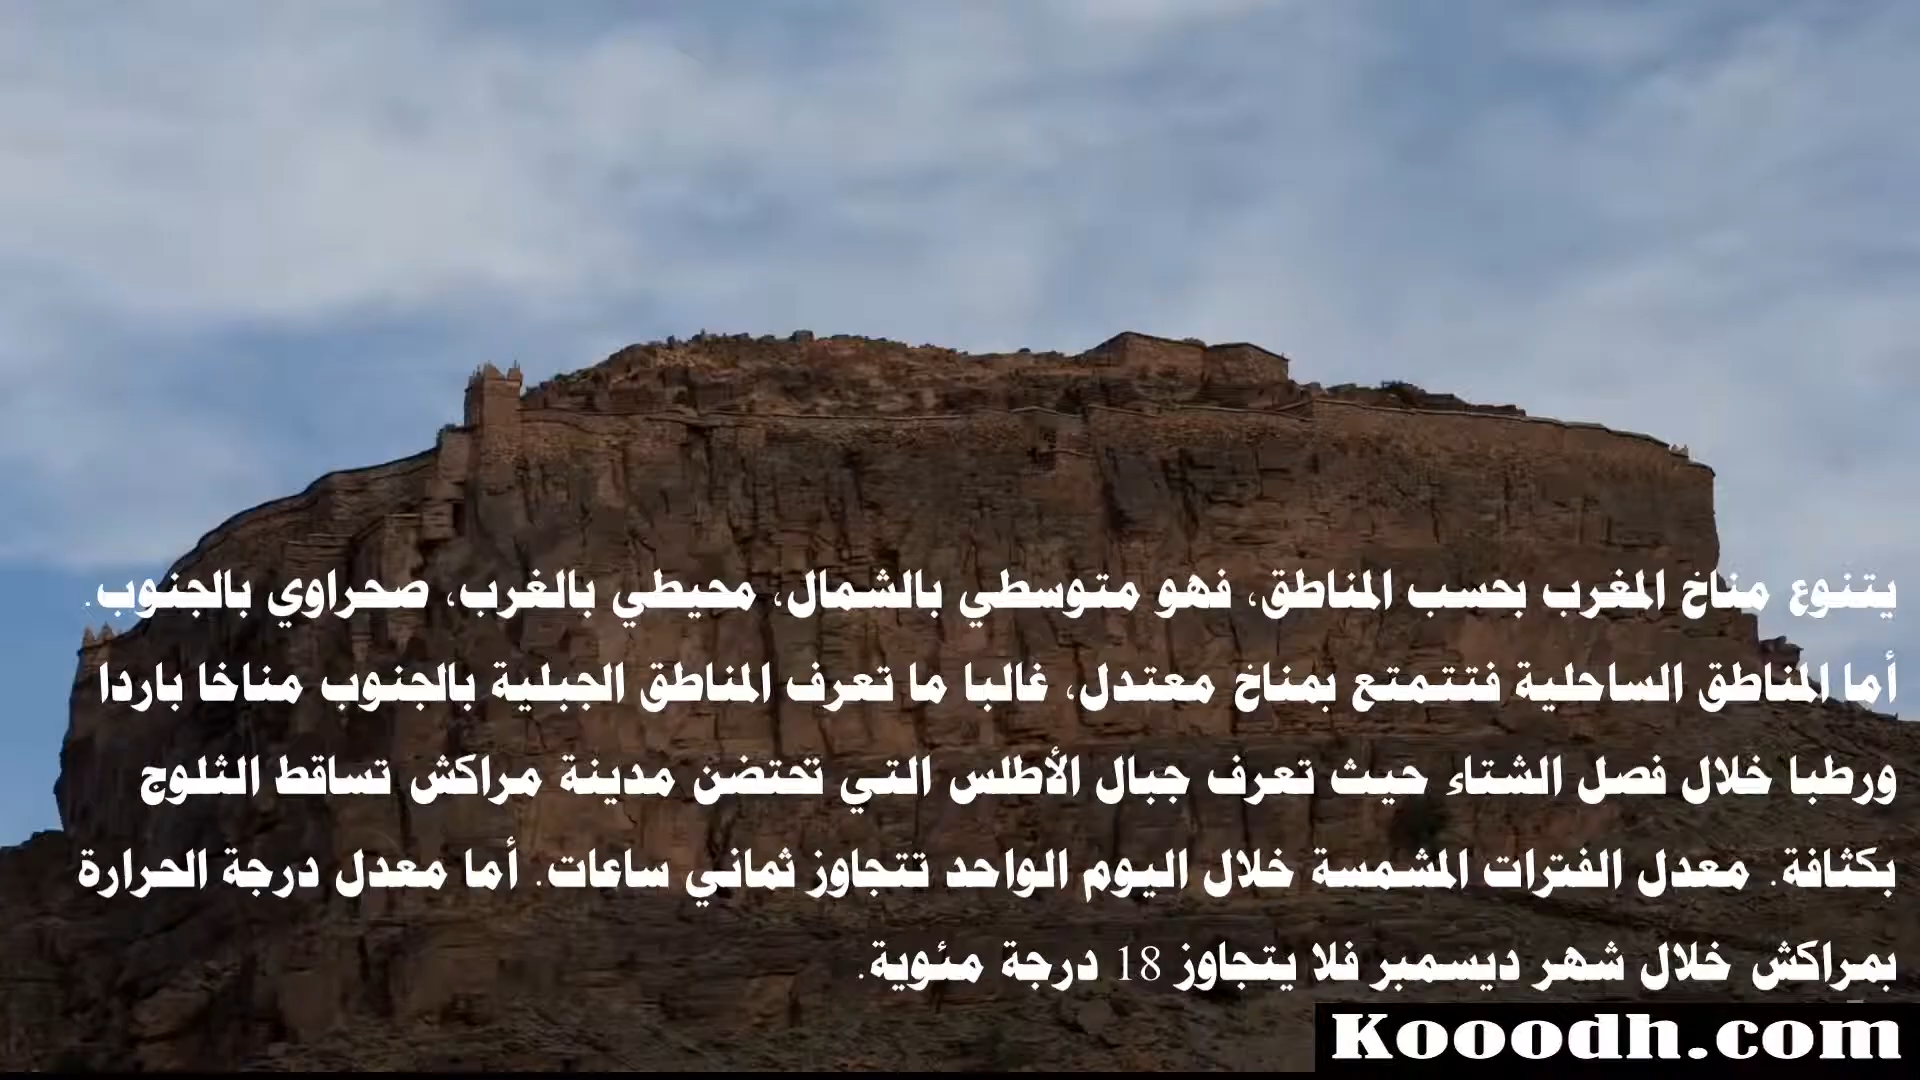 يتنوع مناخ المغرب بحسب المناطق، فهو متوسطي بالشمال، محيطي بالغرب، صحراوي بالجنوب.
أما المناطق الساحلية فتتمتع بمناخ معتدل، غالبا ما تعرف المناطق الجبلية بالجنوب مناخا باردا
ورطبا خلال فصل الشتاء حيث تعرف جبال الأطلس التي تحتضن مدينة مراكش تساقط الثلوج
بكثافة. معدل الفترات المشمسة خلال اليوم الواحد تتجاوز ثماني ساعات. أما معدل درجة الحرارة
بمراكش خلال شهر ديسمبر فلا يتجاوز 18 درجة مئوية.
Kooodh.com